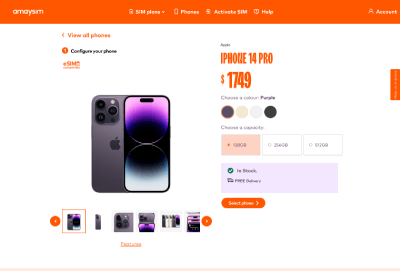 amaysim
SIM plans
Phones
Activate SIM
Help
Account
View all phones
1 Configure your phone
eSIM
Apple
IPHONE 14 PRO
$1749
Choose a colour: Purple
Choose a capacity:
128GB
256GB
512GB
In Stock.
FREE Delivery
Select phone
Features